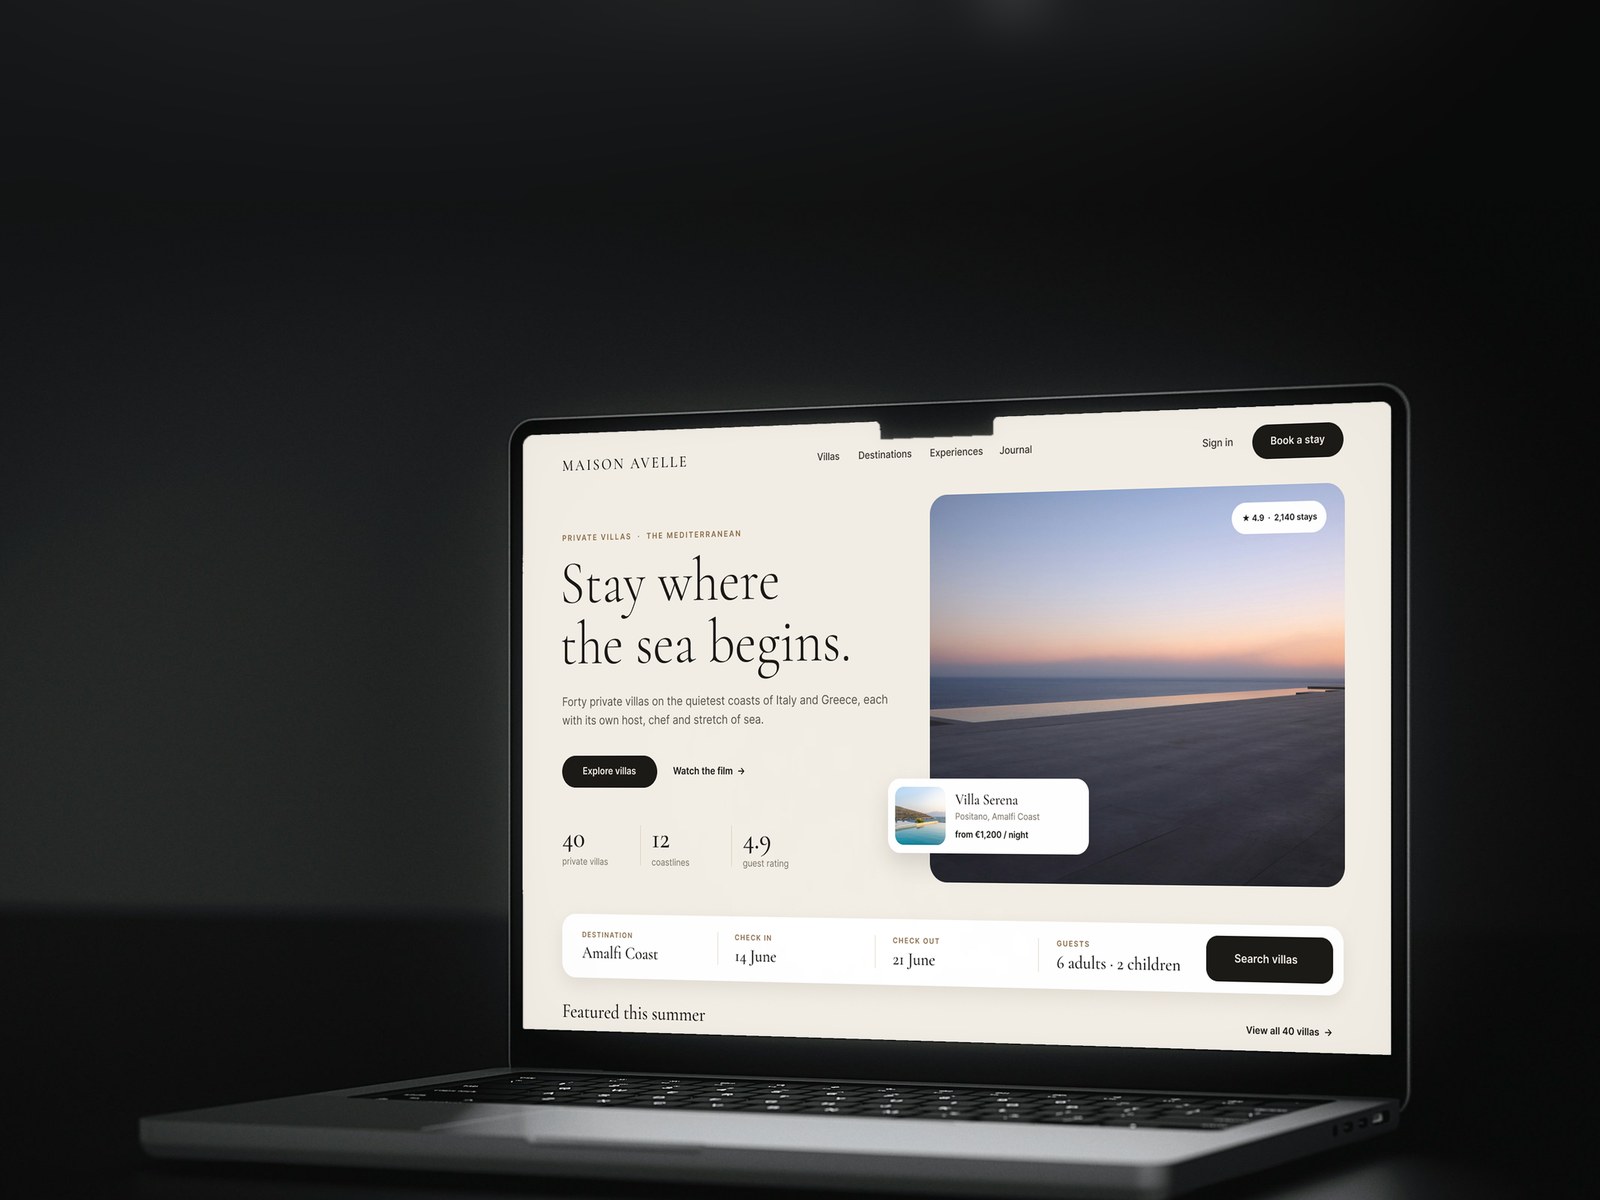 MAISON AVELLE
Villas Destinations Experiences Journal
Sign in
Book a stay
★ 4.9 · 2,140 stays
PRIVATE VILLAS · THE MEDITERRANEAN
Stay where
the sea begins.
Forty private villas on the quietest coasts of Italy and Greece, each
with its own host, chef and stretch of sea.
Explore villas
Watch the film →
40
private villas
12
coastlines
4.9
guest rating
Villa Serena
Positano, Amalfi Coast
from €1,200 / night
DESTINATION
Amalfi Coast
CHECK IN
14 June
CHECK OUT
21 June
GUESTS
6 adults · 2 children
Search villas
Featured this summer
View all 40 villas →